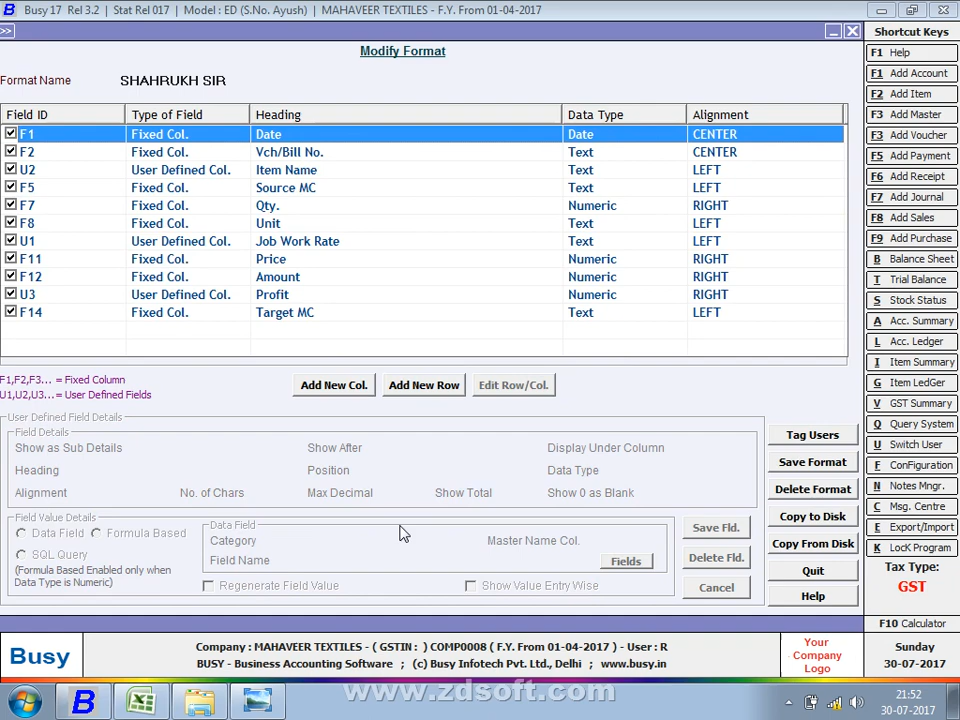 Busy 17 Rel 3.2 | Stat Rel 017 | Model : ED (S.No. Ayush) | MAHAVEER TEXTILES - F.Y. From 01-04-2017
>>
Modify Format
Format Name SHAHRUKH SIR
Field ID Type of Field Heading Data Type Alignment
F1 Fixed Col. Date Date CENTER
F2 Fixed Col. Vch/Bill No. Text CENTER
U2 User Defined Col. Item Name Text LEFT
F5 Fixed Col. Source MC Text LEFT
F7 Fixed Col. Qty. Numeric RIGHT
F8 Fixed Col. Unit Text LEFT
U1 User Defined Col. Job Work Rate Text LEFT
F11 Fixed Col. Price Numeric RIGHT
F12 Fixed Col. Amount Numeric RIGHT
U3 User Defined Col. Profit Numeric RIGHT
F14 Fixed Col. Target MC Text LEFT
F1,F2,F3... = Fixed Column
U1,U2,U3... = User Defined Fields
Add New Col. Add New Row Edit Row/Col.
User Defined Field Details
Field Details
Show as Sub Details Show After Display Under Column
Heading Position Data Type
Alignment No. of Chars Max Decimal Show Total Show 0 as Blank
Field Value Details
Data Field Formula Based
SQL Query
(Formula Based Enabled only when
Data Type is Numeric)
Data Field
Category Master Name Col.
Field Name Fields
Regenerate Field Value Show Value Entry Wise
Save Fld.
Delete Fld.
Cancel
Tag Users
Save Format
Delete Format
Copy to Disk
Copy From Disk
Quit
Help
Shortcut Keys
F1 Help
F1 Add Account
F2 Add Item
F3 Add Master
F3 Add Voucher
F5 Add Payment
F6 Add Receipt
F7 Add Journal
F8 Add Sales
F9 Add Purchase
B Balance Sheet
T Trial Balance
S Stock Status
A Acc. Summary
L Acc. Ledger
I Item Summary
G Item LedGer
V GST Summary
Q Query System
U Switch User
F ConFiguration
N Notes Mngr.
C Msg. Centre
E Export/Import
K LocK Program
Tax Type:
GST
F10 Calculator
Sunday
30-07-2017
Busy
Company : MAHAVEER TEXTILES - ( GSTIN : ) COMP0008 ( F.Y. From 01-04-2017 ) - User : R
BUSY - Business Accounting Software ; (c) Busy Infotech Pvt. Ltd., Delhi ; www.busy.in
Your
Company
Logo
www.zdsoft.com
21:52
30-07-2017